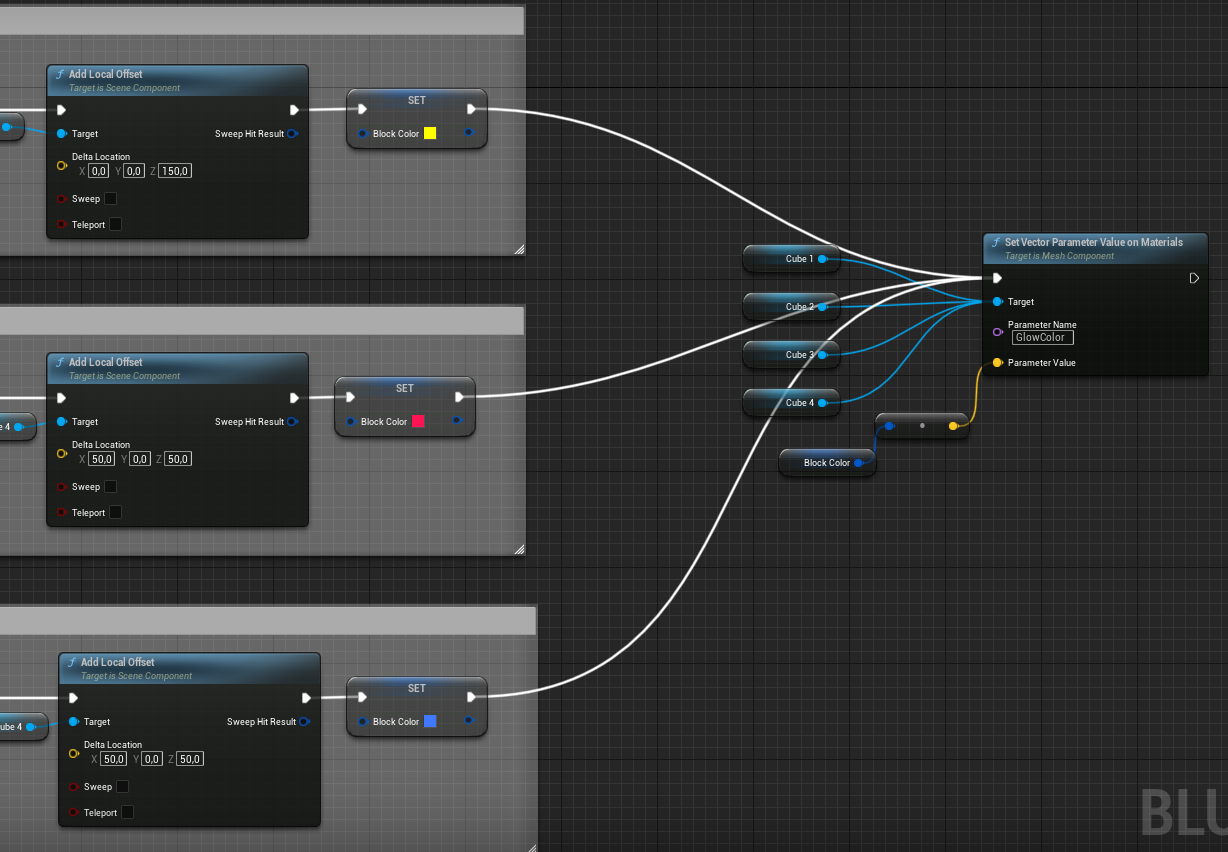 Add Local Offset
Target is Scene Component
Target
Sweep Hit Result
Delta Location
X 0,0 Y 0,0 Z 150,0
Sweep
Teleport
SET
Block Color
Add Local Offset
Target is Scene Component
e 4
Target
Sweep Hit Result
Delta Location
X 50,0 Y 0,0 Z 50,0
Sweep
Teleport
SET
Block Color
Add Local Offset
Target is Scene Component
ube 4
Target
Sweep Hit Result
Delta Location
X 50,0 Y 0,0 Z 50,0
Sweep
Teleport
SET
Block Color
Cube 1
Cube 2
Cube 3
Cube 4
Block Color
Set Vector Parameter Value on Materials
Target is Mesh Component
Target
Parameter Name
GlowColor
Parameter Value
BLU